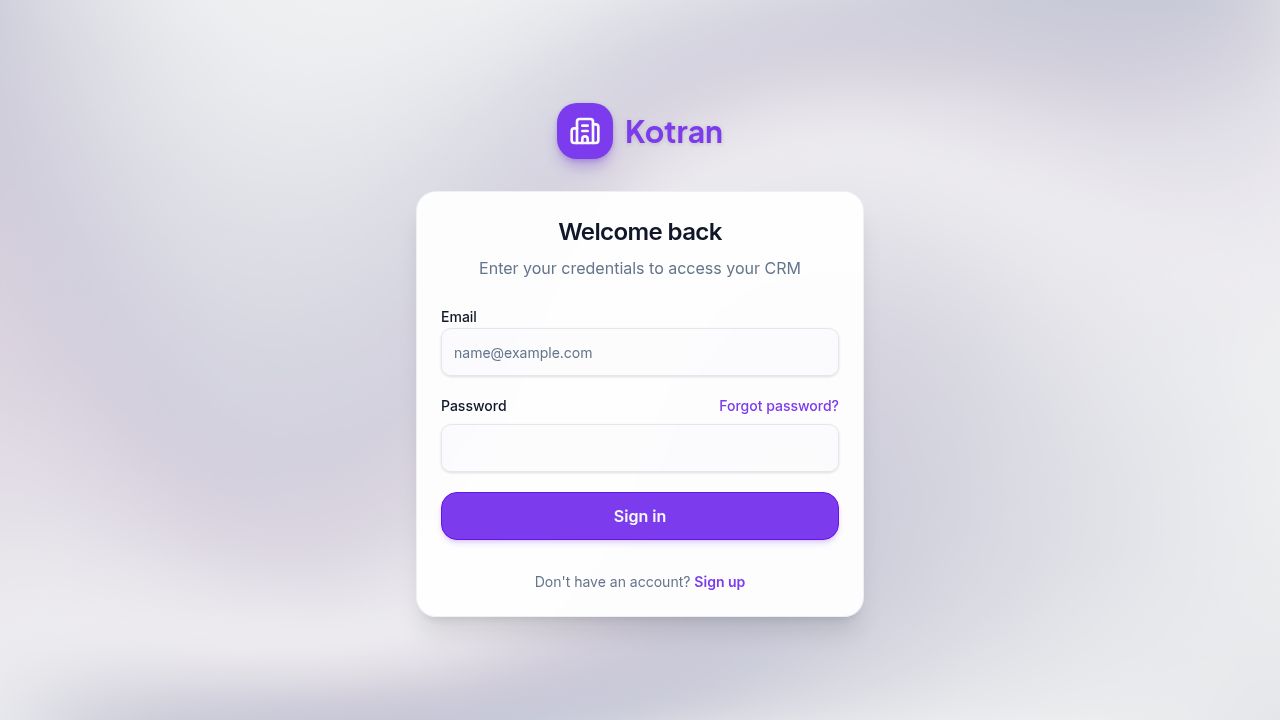 Kotran
Welcome back
Enter your credentials to access your CRM
Email
name@example.com
Password
Forgot password?
Sign in
Don't have an account? Sign up